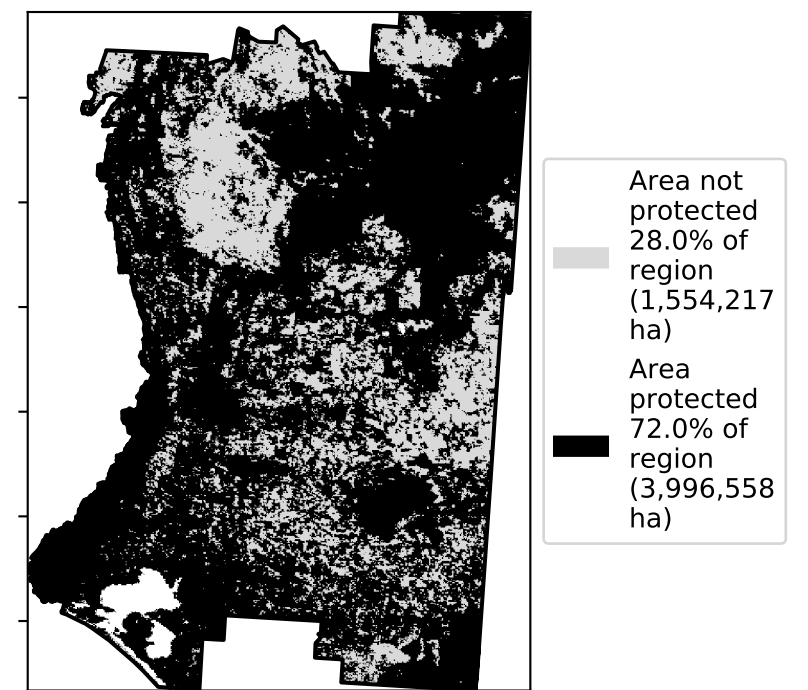 Area not
protected
28.0% of
region
(1,554,217
ha)
Area
protected
72.0% of
region
(3,996,558
ha)